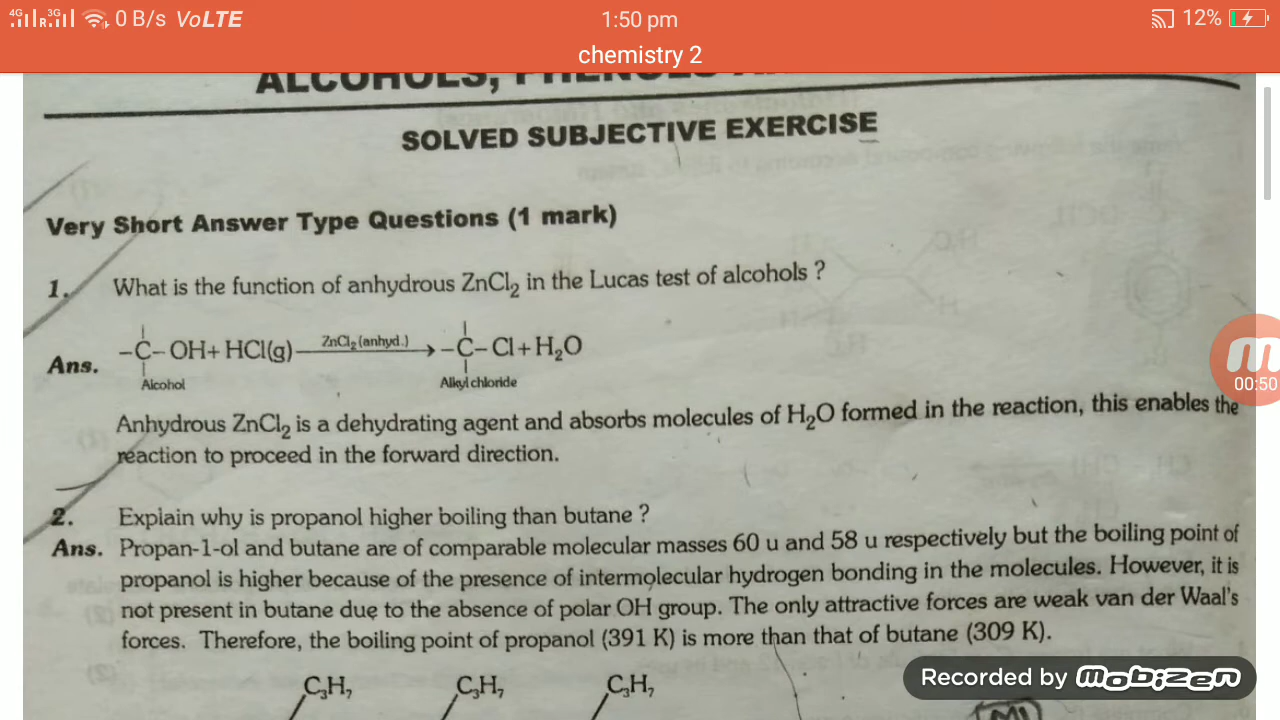 4G R 3G 0 B/s VoLTE 1:50 pm 12%
chemistry 2
ALCOHOLS, PHENOLS
SOLVED SUBJECTIVE EXERCISE
Very Short Answer Type Questions (1 mark)
1. What is the function of anhydrous ZnCl₂ in the Lucas test of alcohols ?
Ans. –C– OH + HCl(g) ZnCl₂ (anhyd.) → –C– Cl + H₂O
Alcohol Alkyl chloride
00:50
Anhydrous ZnCl₂ is a dehydrating agent and absorbs molecules of H₂O formed in the reaction, this enables the
reaction to proceed in the forward direction.
2. Explain why is propanol higher boiling than butane ?
Ans. Propan-1-ol and butane are of comparable molecular masses 60 u and 58 u respectively but the boiling point of
propanol is higher because of the presence of intermolecular hydrogen bonding in the molecules. However, it is
not present in butane due to the absence of polar OH group. The only attractive forces are weak van der Waal's
forces. Therefore, the boiling point of propanol (391 K) is more than that of butane (309 K).
C₃H₇ C₃H₇ C₃H₇
Recorded by mobizen